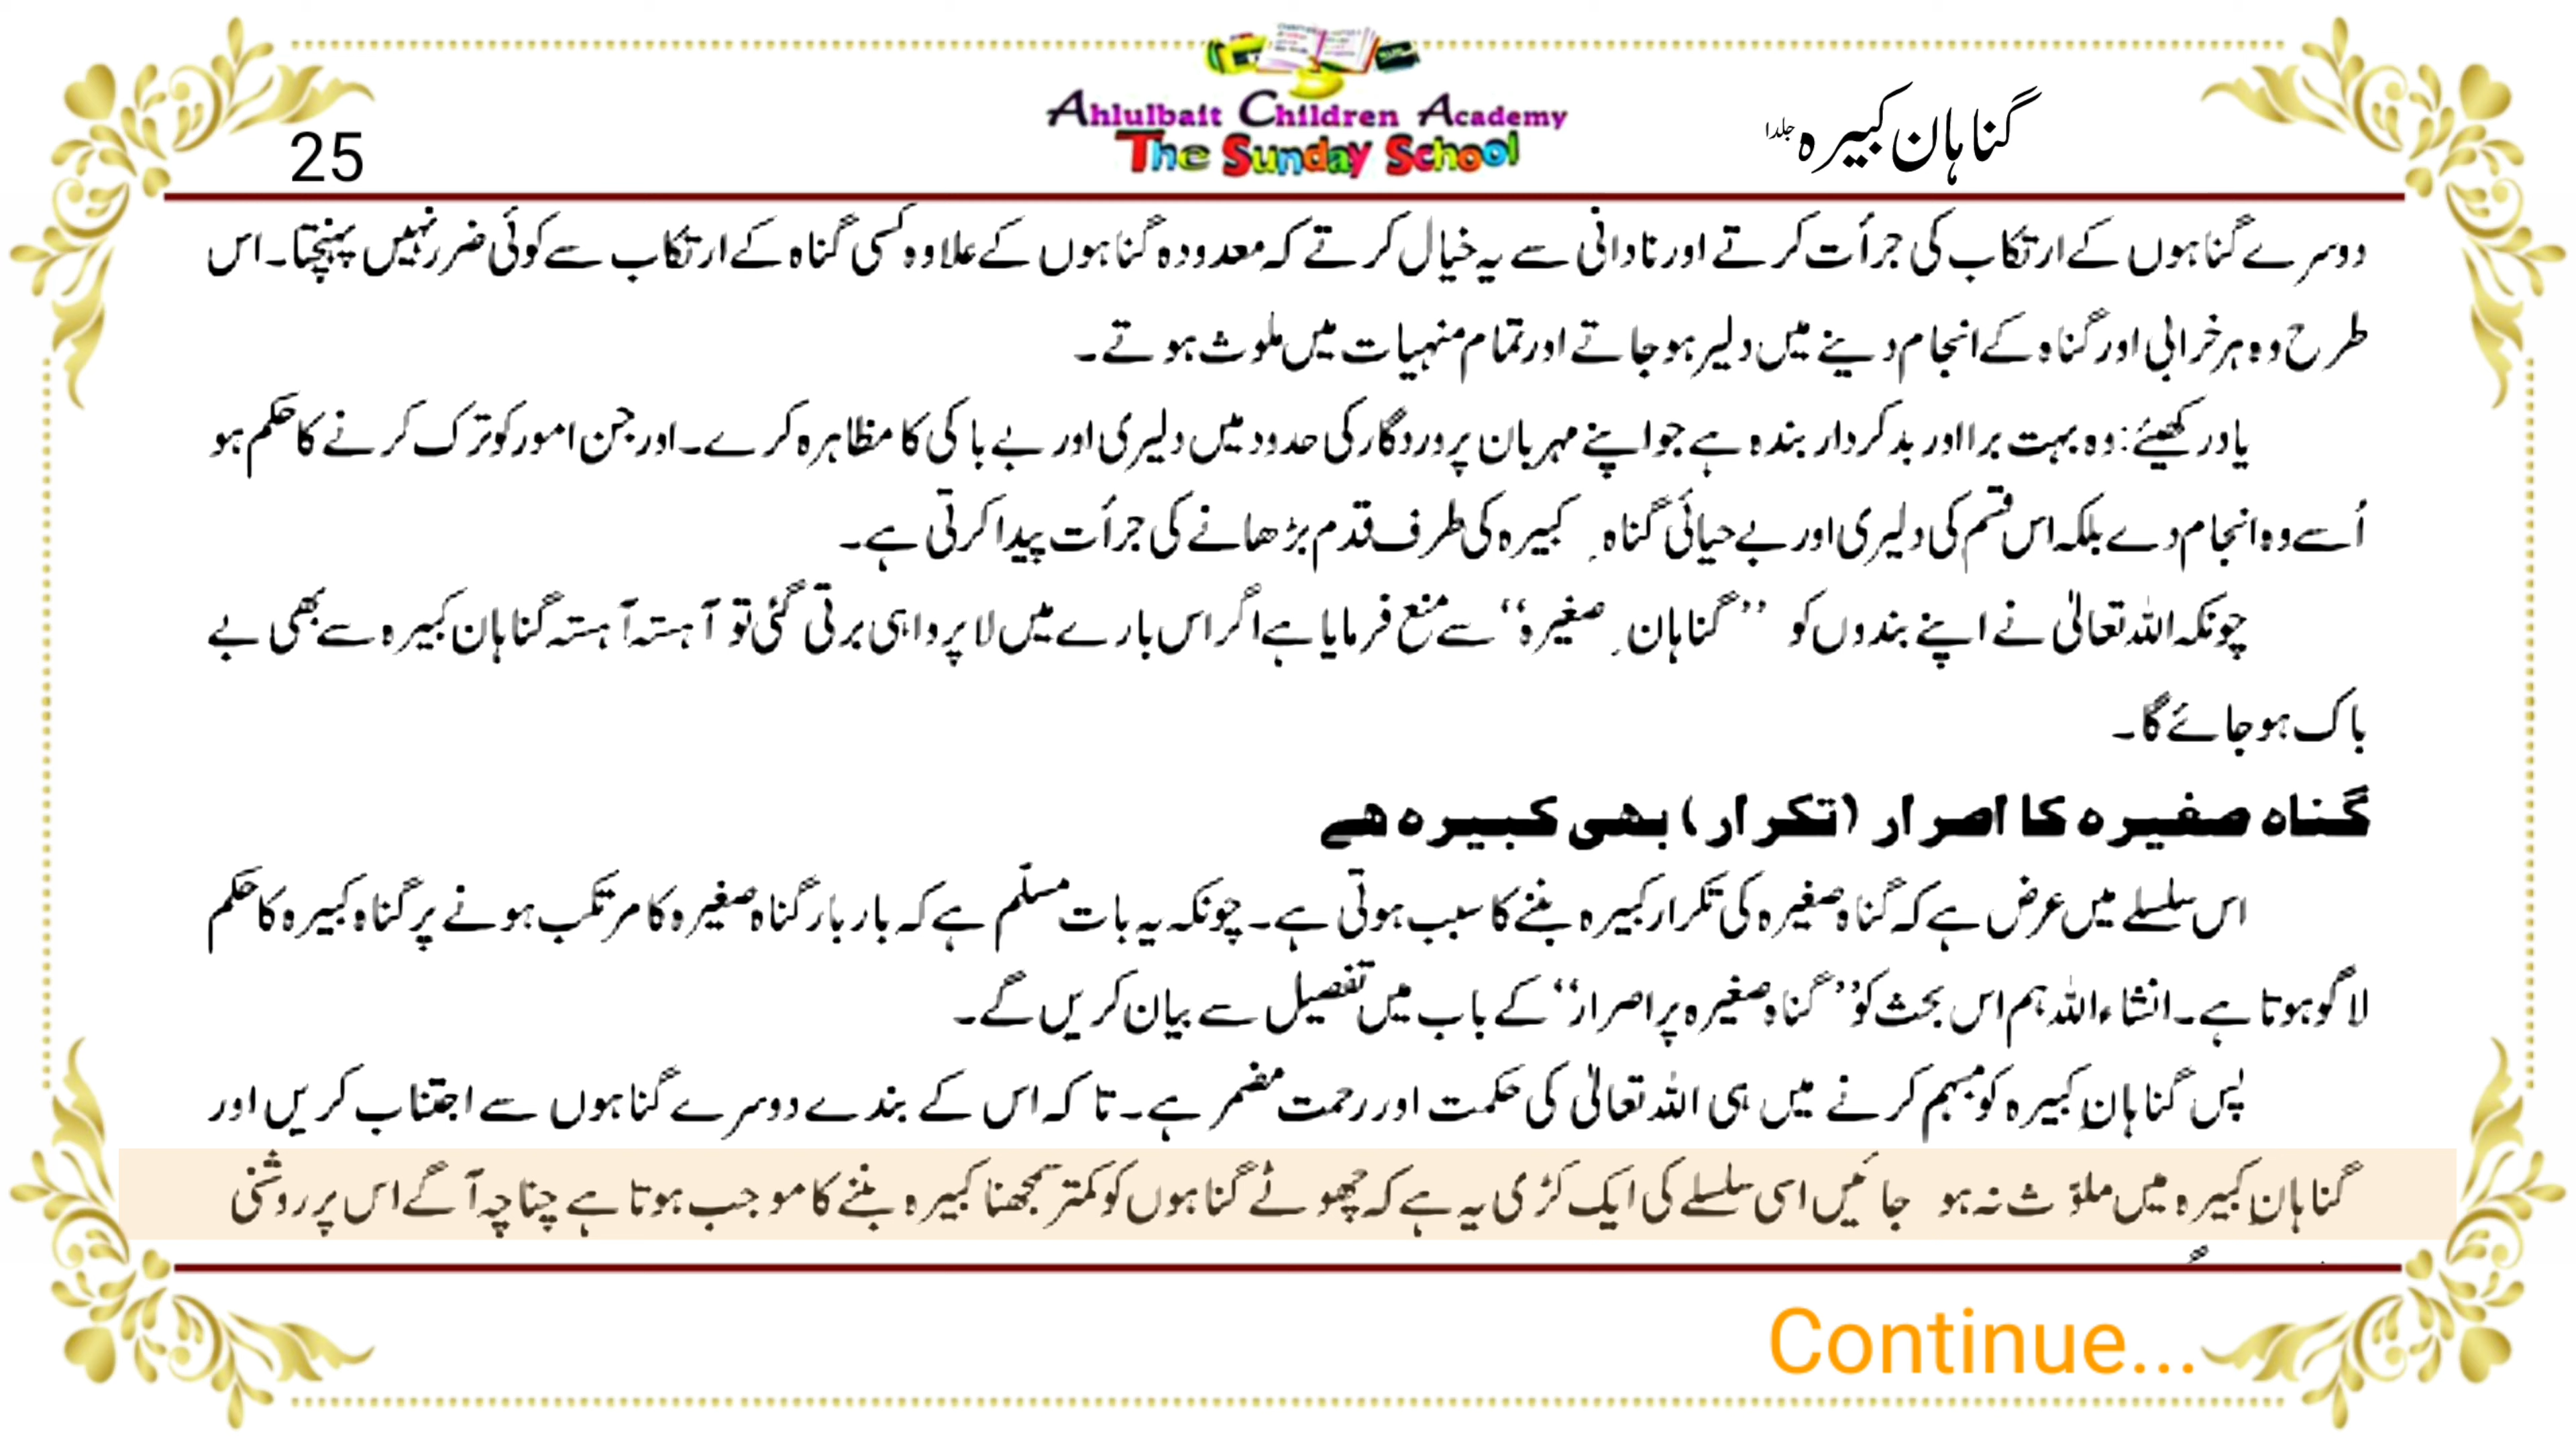 Ahlulbait Children Academy
The Sunday School
گناہان کبیرہ جلد۱
25
دوسرے گناہوں کے ارتکاب کی جرأت کرتے اور نادانی سے یہ خیال کرتے کہ معدودہ گناہوں کے علاوہ کسی گناہ کے ارتکاب سے کوئی ضرر نہیں پہنچتا۔ اس
طرح وہ ہر خرابی اور گناہ کے انجام دینے میں دلیر ہو جاتے اور تمام منہیات میں ملوث ہوتے۔
یاد رکھیئے: وہ بہت برا اور بد کردار بندہ ہے جو اپنے مہربان پروردگار کی حدود میں دلیری اور بے باکی کا مظاہرہ کرے۔ اور جن امور کو ترک کرنے کا حکم ہو
اُسے وہ انجام دے بلکہ اس قسم کی دلیری اور بے حیائی گناہ ِ کبیرہ کی طرف قدم بڑھانے کی جرأت پیدا کرتی ہے۔
چونکہ اللہ تعالیٰ نے اپنے بندوں کو ’’گناہان ِ صغیرہ‘‘ سے منع فرمایا ہے اگر اس بارے میں لا پرواہی برتی گئی تو آہستہ آہستہ گناہان کبیرہ سے بھی بے
باک ہو جائے گا۔
گناہ صغیرہ کا اصرار (تکرار) بھی کبیرہ ھے
اس سلسلے میں عرض ہے کہ گناہِ صغیرہ کی تکرار کبیرہ بننے کا سبب ہوتی ہے۔ چونکہ یہ بات مسلّم ہے کہ بار بار گناہ صغیرہ کا مرتکب ہونے پر گناہِ کبیرہ کا حکم
لاگو ہوتا ہے۔ انشاء اللہ ہم اس بحث کو ’’گناہِ صغیرہ پر اصرار‘‘ کے باب میں تفصیل سے بیان کریں گے۔
پس گناہانِ کبیرہ کو مبہم کرنے میں ہی اللہ تعالیٰ کی حکمت اور رحمت مضمر ہے۔ تا کہ اس کے بندے دوسرے گناہوں سے اجتناب کریں اور
گناہانِ کبیرہ میں ملوّث نہ ہو جائیں اسی سلسلے کی ایک کڑی یہ ہے کہ چھوٹے گناہوں کو کمتر سمجھنا کبیرہ بننے کا موجب ہوتا ہے چناچہ آگے اس پر روشنی
Continue...